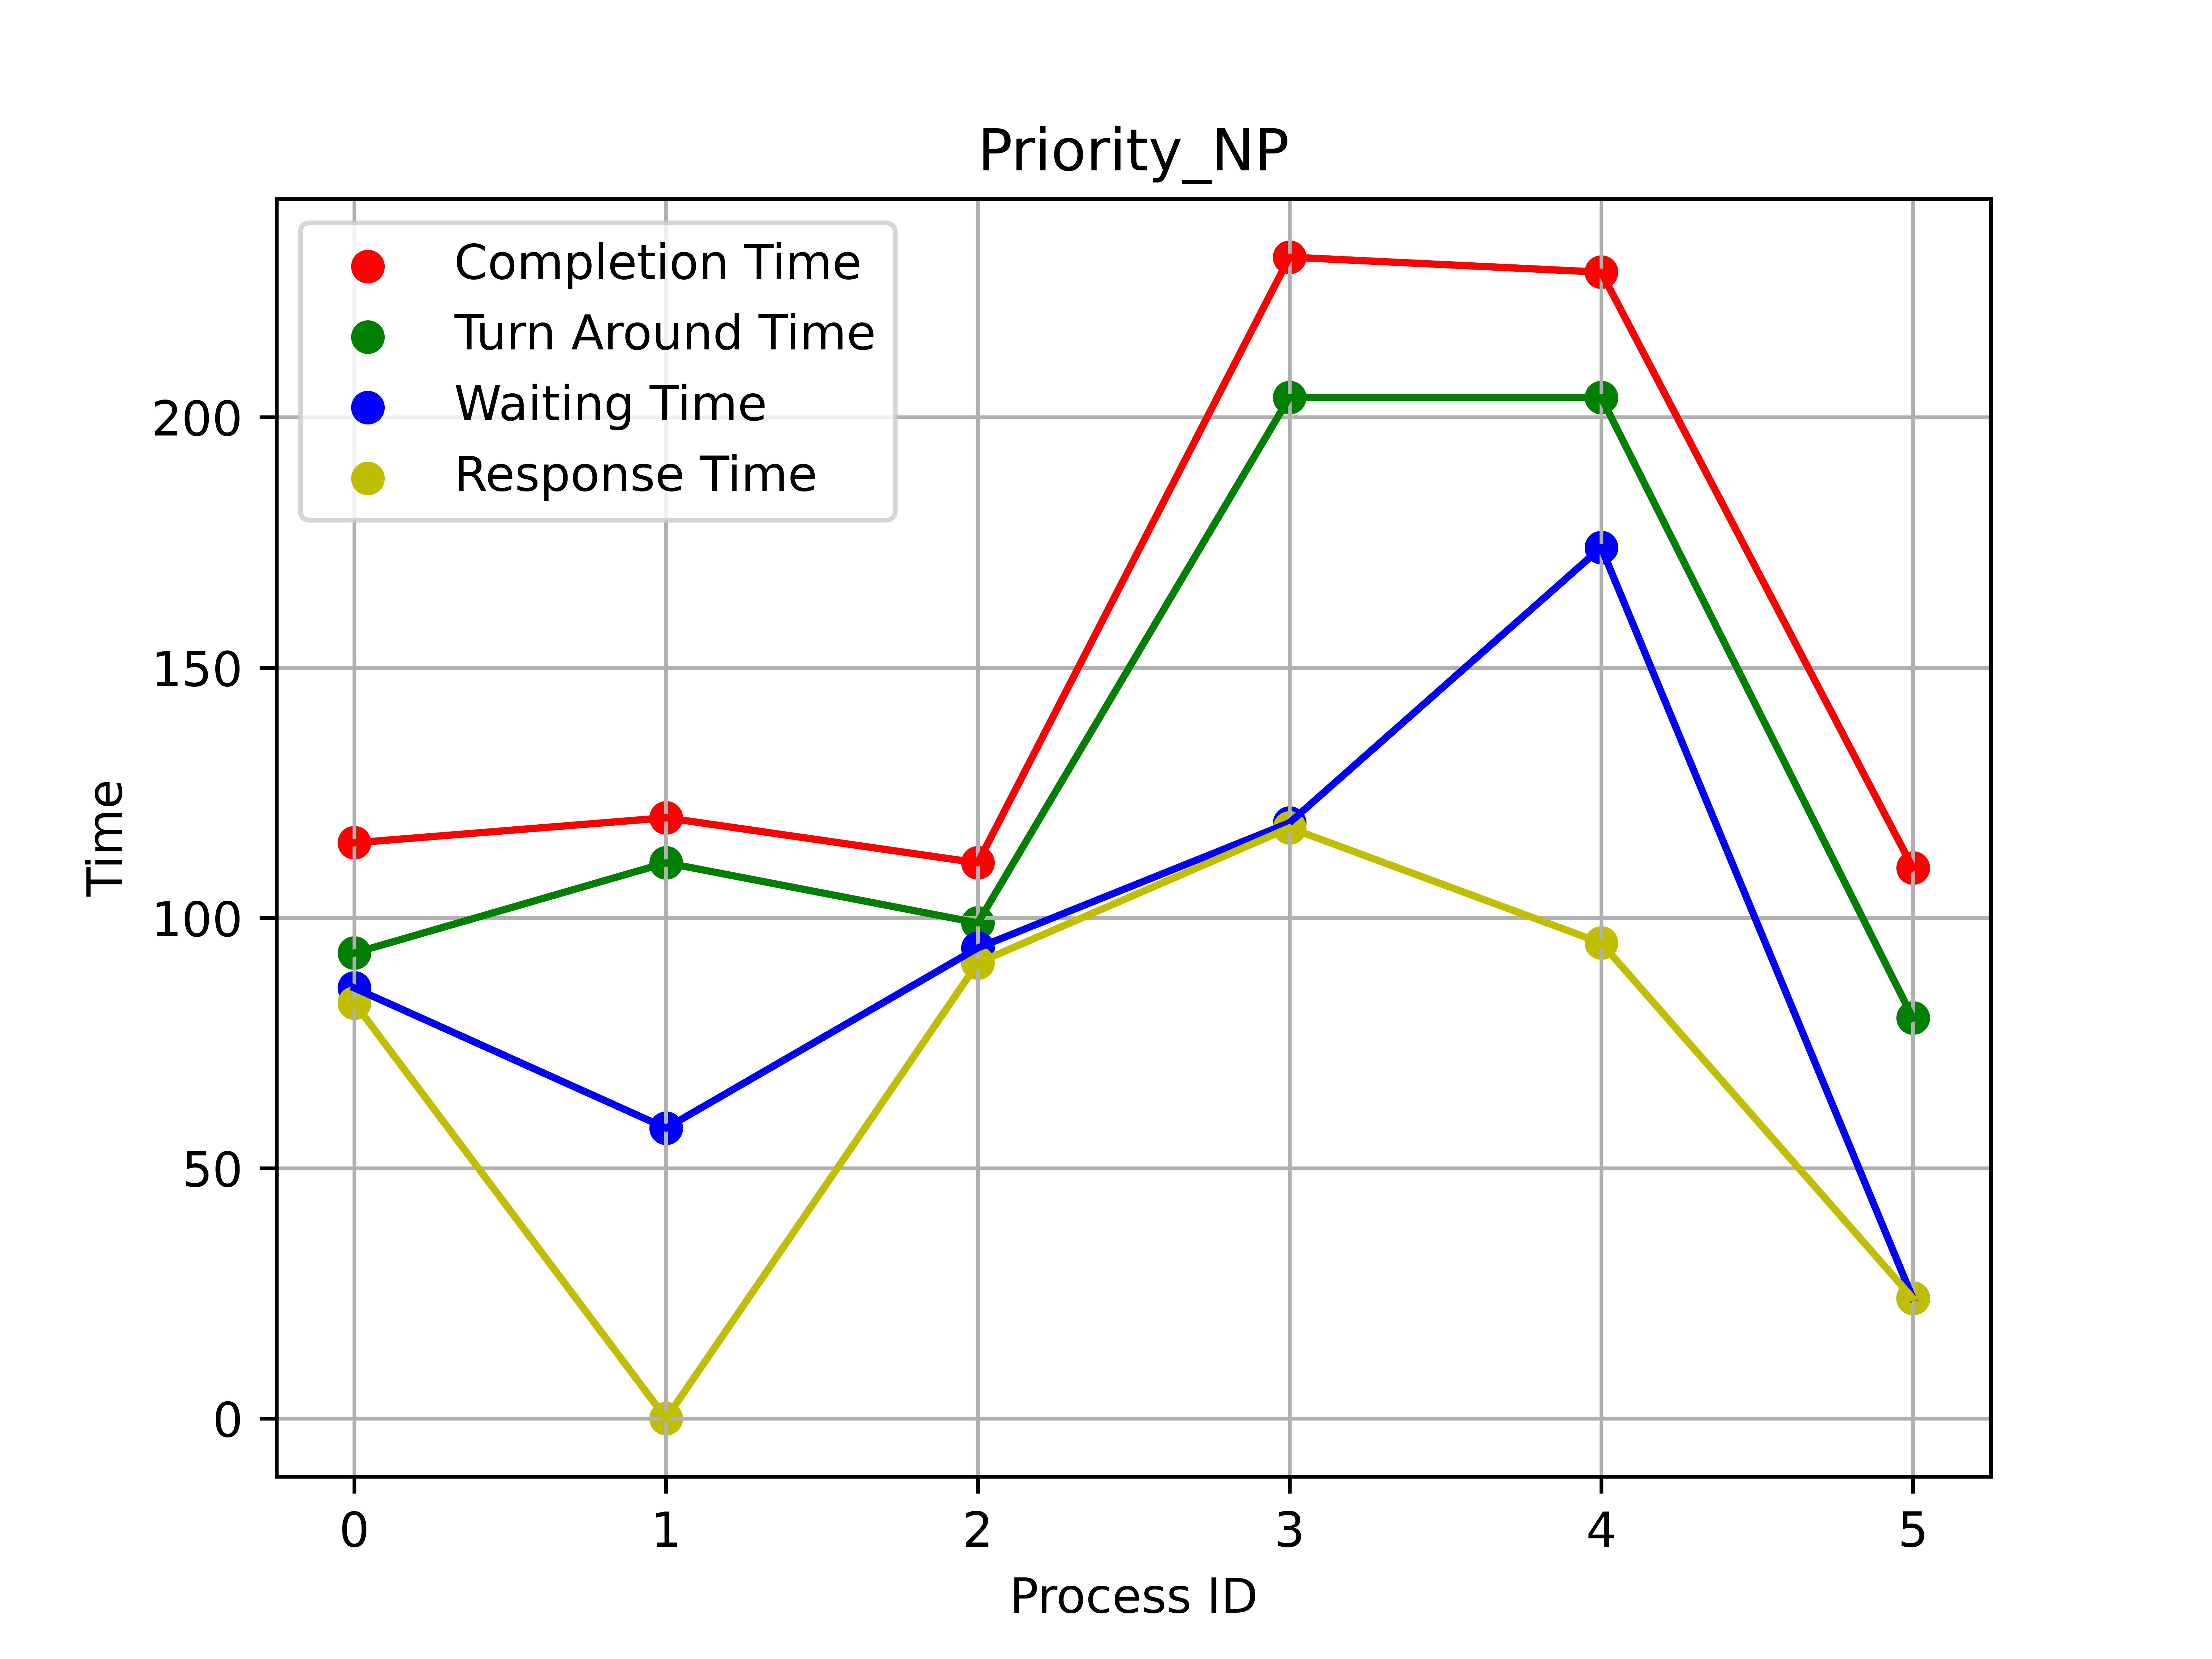 Priority_NP
Completion Time
Turn Around Time
Waiting Time
Response Time
Time
200
150
100
50
0
0 1 2 3 4 5
Process ID